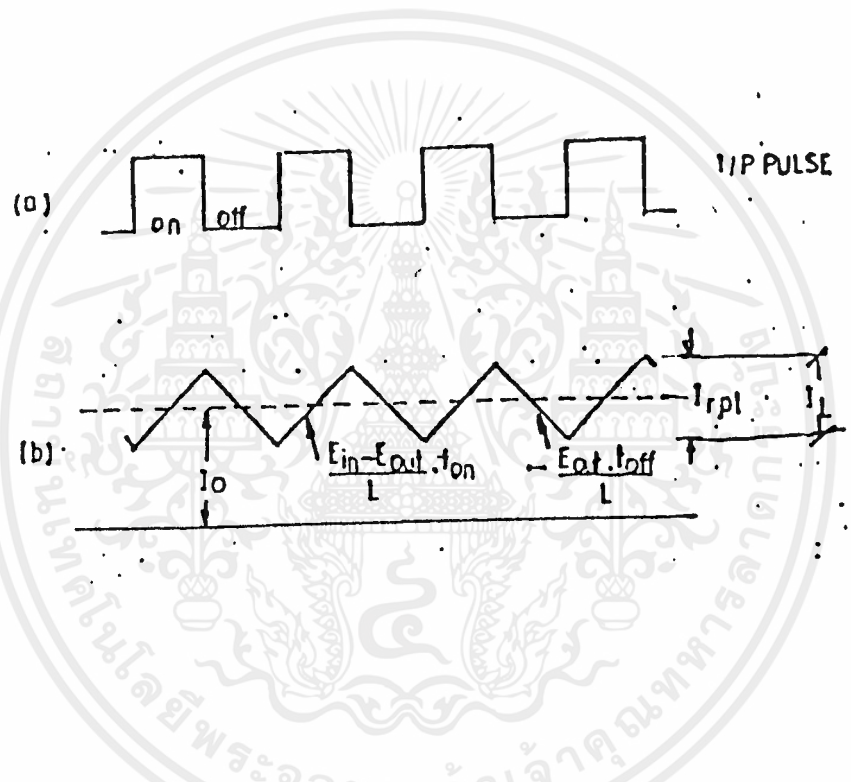 I/P PULSE
(a)
on off
(b)
Io
Ein-Eout.ton
L
- Eout.toff
L
Irpl
IL